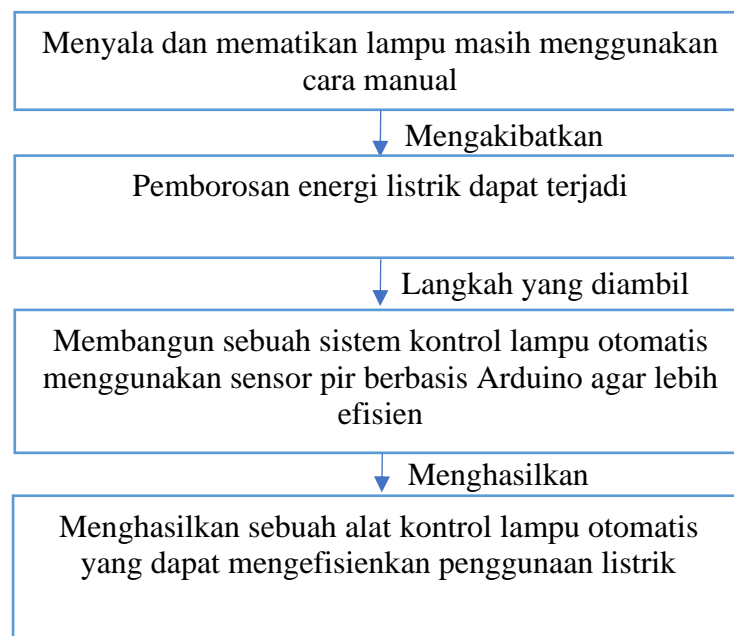 Menyala dan mematikan lampu masih menggunakan
cara manual
Mengakibatkan
Pemborosan energi listrik dapat terjadi
Langkah yang diambil
Membangun sebuah sistem kontrol lampu otomatis
menggunakan sensor pir berbasis Arduino agar lebih
efisien
Menghasilkan
Menghasilkan sebuah alat kontrol lampu otomatis
yang dapat mengefisienkan penggunaan listrik